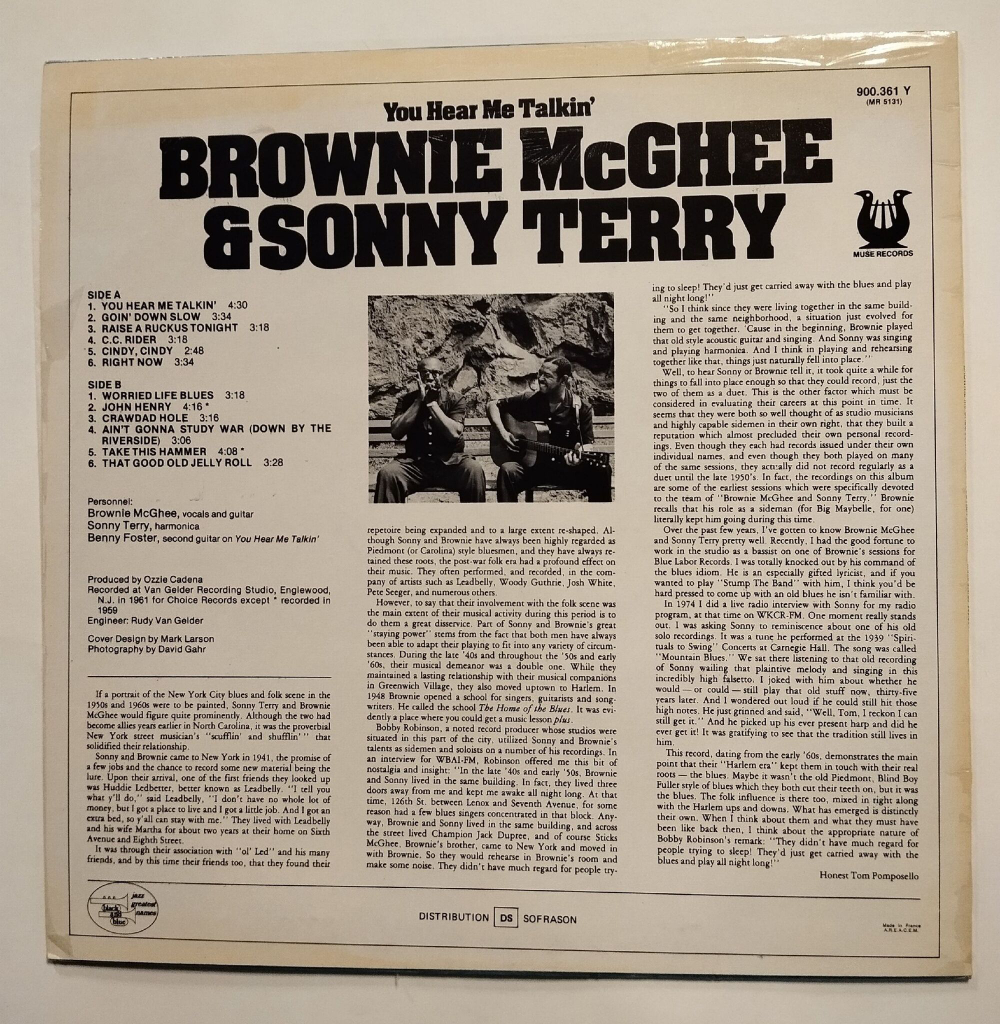 900.361 Y
(MR 5131)
You Hear Me Talkin'
BROWNIE McGHEE
& SONNY TERRY
MUSE RECORDS
SIDE A
1. YOU HEAR ME TALKIN' 4:30
2. GOIN' DOWN SLOW 3:34
3. RAISE A RUCKUS TONIGHT 3:18
4. C.C. RIDER 3:18
5. CINDY, CINDY 2:48
6. RIGHT NOW 3:34
SIDE B
1. WORRIED LIFE BLUES 3:18
2. JOHN HENRY 4:16 *
3. CRAWDAD HOLE 3:16
4. AIN'T GONNA STUDY WAR (DOWN BY THE
RIVERSIDE) 3:06
5. TAKE THIS HAMMER 4:08 *
6. THAT GOOD OLD JELLY ROLL 3:28
Personnel:
Brownie McGhee, vocals and guitar
Sonny Terry, harmonica
Benny Foster, second guitar on You Hear Me Talkin'
Produced by Ozzie Cadena
Recorded at Van Gelder Recording Studio, Englewood,
N.J. in 1961 for Choice Records except * recorded in
1959
Engineer: Rudy Van Gelder
Cover Design by Mark Larson
Photography by David Gahr
If a portrait of the New York City blues and folk scene in the
1950s and 1960s were to be painted, Sonny Terry and Brownie
McGhee would figure quite prominently. Although the two had
become allies years earlier in North Carolina, it was the proverbial
New York street musician's "scufflin' and shufflin'" that
solidified their relationship.
Sonny and Brownie came to New York in 1941, the promise of
a few jobs and the chance to record some new material being the
lure. Upon their arrival, one of the first friends they looked up
was Huddie Ledbetter, better known as Leadbelly. "I tell you
what y'll do," said Leadbelly, "I don't have no whole lot of
money, but I got a place to live and I got a little job. And I got an
extra bed, so y'all can stay with me." They lived with Leadbelly
and his wife Martha for about two years at their home on Sixth
Avenue and Eighth Street.
It was through their association with "ol' Led" and his many
friends, and by this time their friends too, that they found their
repetoire being expanded and to a large extent re-shaped. Al-
though Sonny and Brownie have always been highly regarded as
Piedmont (or Carolina) style bluesmen, and they have always re-
tained these roots, the post-war folk era had a profound effect on
their music. They often performed, and recorded, in the com-
pany of artists such as Leadbelly, Woody Guthrie, Josh White,
Pete Seeger, and numerous others.
However, to say that their involvement with the folk scene was
the main extent of their musical activity during this period is to
do them a great disservice. Part of Sonny and Brownie's great
"staying power" stems from the fact that both men have always
been able to adapt their playing to fit into any variety of circum-
stances. During the late '40s and throughout the '50s and early
'60s, their musical demeanor was a double one. While they
maintained a lasting relationship with their musical companions
in Greenwich Village, they also moved uptown to Harlem. In
1948 Brownie opened a school for singers, guitarists and song-
writers. He called the school The Home of the Blues. It was evi-
dently a place where you could get a music lesson plus.
Bobby Robinson, a noted record producer whose studios were
situated in this part of the city, utilized Sonny and Brownie's
talents as sidemen and soloists on a number of his recordings. In
an interview for WBAI-FM, Robinson offered me this bit of
nostalgia and insight: "In the late '40s and early '50s, Brownie
and Sonny lived in the same building. In fact, they lived three
doors away from me and kept me awake all night long. At that
time, 126th St. between Lenox and Seventh Avenue, for some
reason had a few blues singers concentrated in that block. Any-
way, Brownie and Sonny lived in the same building, and across
the street lived Champion Jack Dupree, and of course Sticks
McGhee, Brownie's brother, came to New York and moved in
with Brownie. So they would rehearse in Brownie's room and
make some noise. They didn't have much regard for people try-
ing to sleep! They'd just get carried away with the blues and play
all night long!"
"So I think since they were living together in the same build-
ing and the same neighborhood, a situation just evolved for
them to get together. 'Cause in the beginning, Brownie played
that old style acoustic guitar and singing. And Sonny was singing
and playing harmonica. And I think in playing and rehearsing
together like that, things just naturally fell into place."
Well, to hear Sonny or Brownie tell it, it took quite a while for
things to fall into place enough so that they could record, just the
two of them as a duet. This is the other factor which must be
considered in evaluating their careers at this point in time. It
seems that they were both so well thought of as studio musicians
and highly capable sidemen in their own right, that they built a
reputation which almost precluded their own personal record-
ings. Even though they each had records issued under their own
individual names, and even though they both played on many
of the same sessions, they actually did not record regularly as a
duet until the late 1950's. In fact, the recordings on this album
are some of the earliest sessions which were specifically devoted
to the team of "Brownie McGhee and Sonny Terry." Brownie
recalls that his role as a sideman (for Big Maybelle, for one)
literally kept him going during this time.
Over the past few years, I've gotten to know Brownie McGhee
and Sonny Terry pretty well. Recently, I had the good fortune to
work in the studio as a bassist on one of Brownie's sessions for
Blue Labor Records. I was totally knocked out by his command of
the blues idiom. He is an especially gifted lyricist, and if you
wanted to play "Stump The Band" with him, I think you'd be
hard pressed to come up with an old blues he isn't familiar with.
In 1974 I did a live radio interview with Sonny for my radio
program, at that time on WKCR-FM. One moment really stands
out. I was asking Sonny to reminisce about one of his old
solo recordings. It was a tune he performed at the 1939 "Spiri-
tuals to Swing" Concerts at Carnegie Hall. The song was called
"Mountain Blues." We sat there listening to that old recording
of Sonny wailing that plaintive melody and singing in this
incredibly high falsetto. I joked with him about whether he
would — or could — still play that old stuff now, thirty-five
years later. And I wondered out loud if he could still hit those
high notes. He just grinned and said, "Well, Tom, I reckon I can
still get it." And he picked up his ever present harp and did he
ever get it! It was gratifying to see that the tradition still lives in
him.
This record, dating from the early '60s, demonstrates the main
point that their "Harlem era" kept them in touch with their real
roots — the blues. Maybe it wasn't the old Piedmont, Blind Boy
Fuller style of blues which they both cut their teeth on, but it was
the blues. The folk influence is there too, mixed in right along
with the Harlem ups and downs. What has emerged is distinctly
their own. When I think about them and what they must have
been like back then, I think about the appropriate nature of
Bobby Robinson's remark: "They didn't have much regard for
people trying to sleep! They'd just get carried away with the
blues and play all night long!"
Honest Tom Pomposello
black and blue
jazz greatest names
DISTRIBUTION DS SOFRASON
Made in France
A.R.E.A.C.E.M.